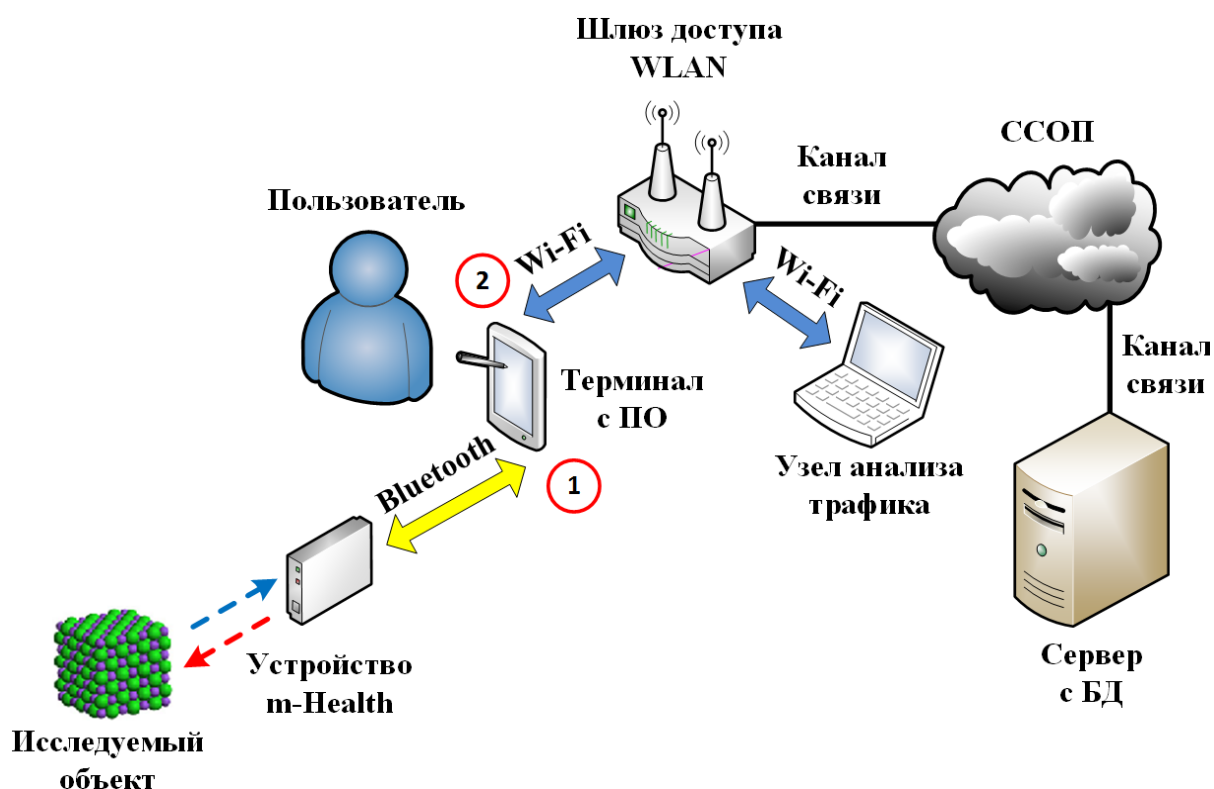 Шлюз доступа
WLAN
ССОП
Канал
связи
Пользователь
2
Wi-Fi
Wi-Fi
Терминал
с ПО
Канал
связи
Узел анализа
трафика
Bluetooth
1
Устройство
m-Health
Сервер
с БД
Исследуемый
объект